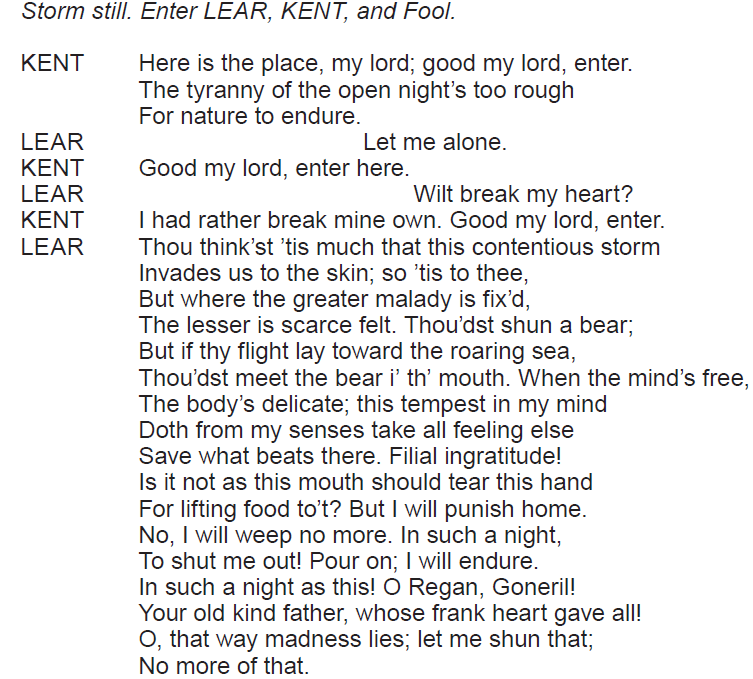 Storm still. Enter LEAR, KENT, and Fool.
KENT Here is the place, my lord; good my lord, enter.
The tyranny of the open night’s too rough
For nature to endure.
LEAR Let me alone.
KENT Good my lord, enter here.
LEAR Wilt break my heart?
KENT I had rather break mine own. Good my lord, enter.
LEAR Thou think’st ’tis much that this contentious storm
Invades us to the skin; so ’tis to thee,
But where the greater malady is fix’d,
The lesser is scarce felt. Thou’dst shun a bear;
But if thy flight lay toward the roaring sea,
Thou’dst meet the bear i’ th’ mouth. When the mind’s free,
The body’s delicate; this tempest in my mind
Doth from my senses take all feeling else
Save what beats there. Filial ingratitude!
Is it not as this mouth should tear this hand
For lifting food to’t? But I will punish home.
No, I will weep no more. In such a night,
To shut me out! Pour on; I will endure.
In such a night as this! O Regan, Goneril!
Your old kind father, whose frank heart gave all!
O, that way madness lies; let me shun that;
No more of that.